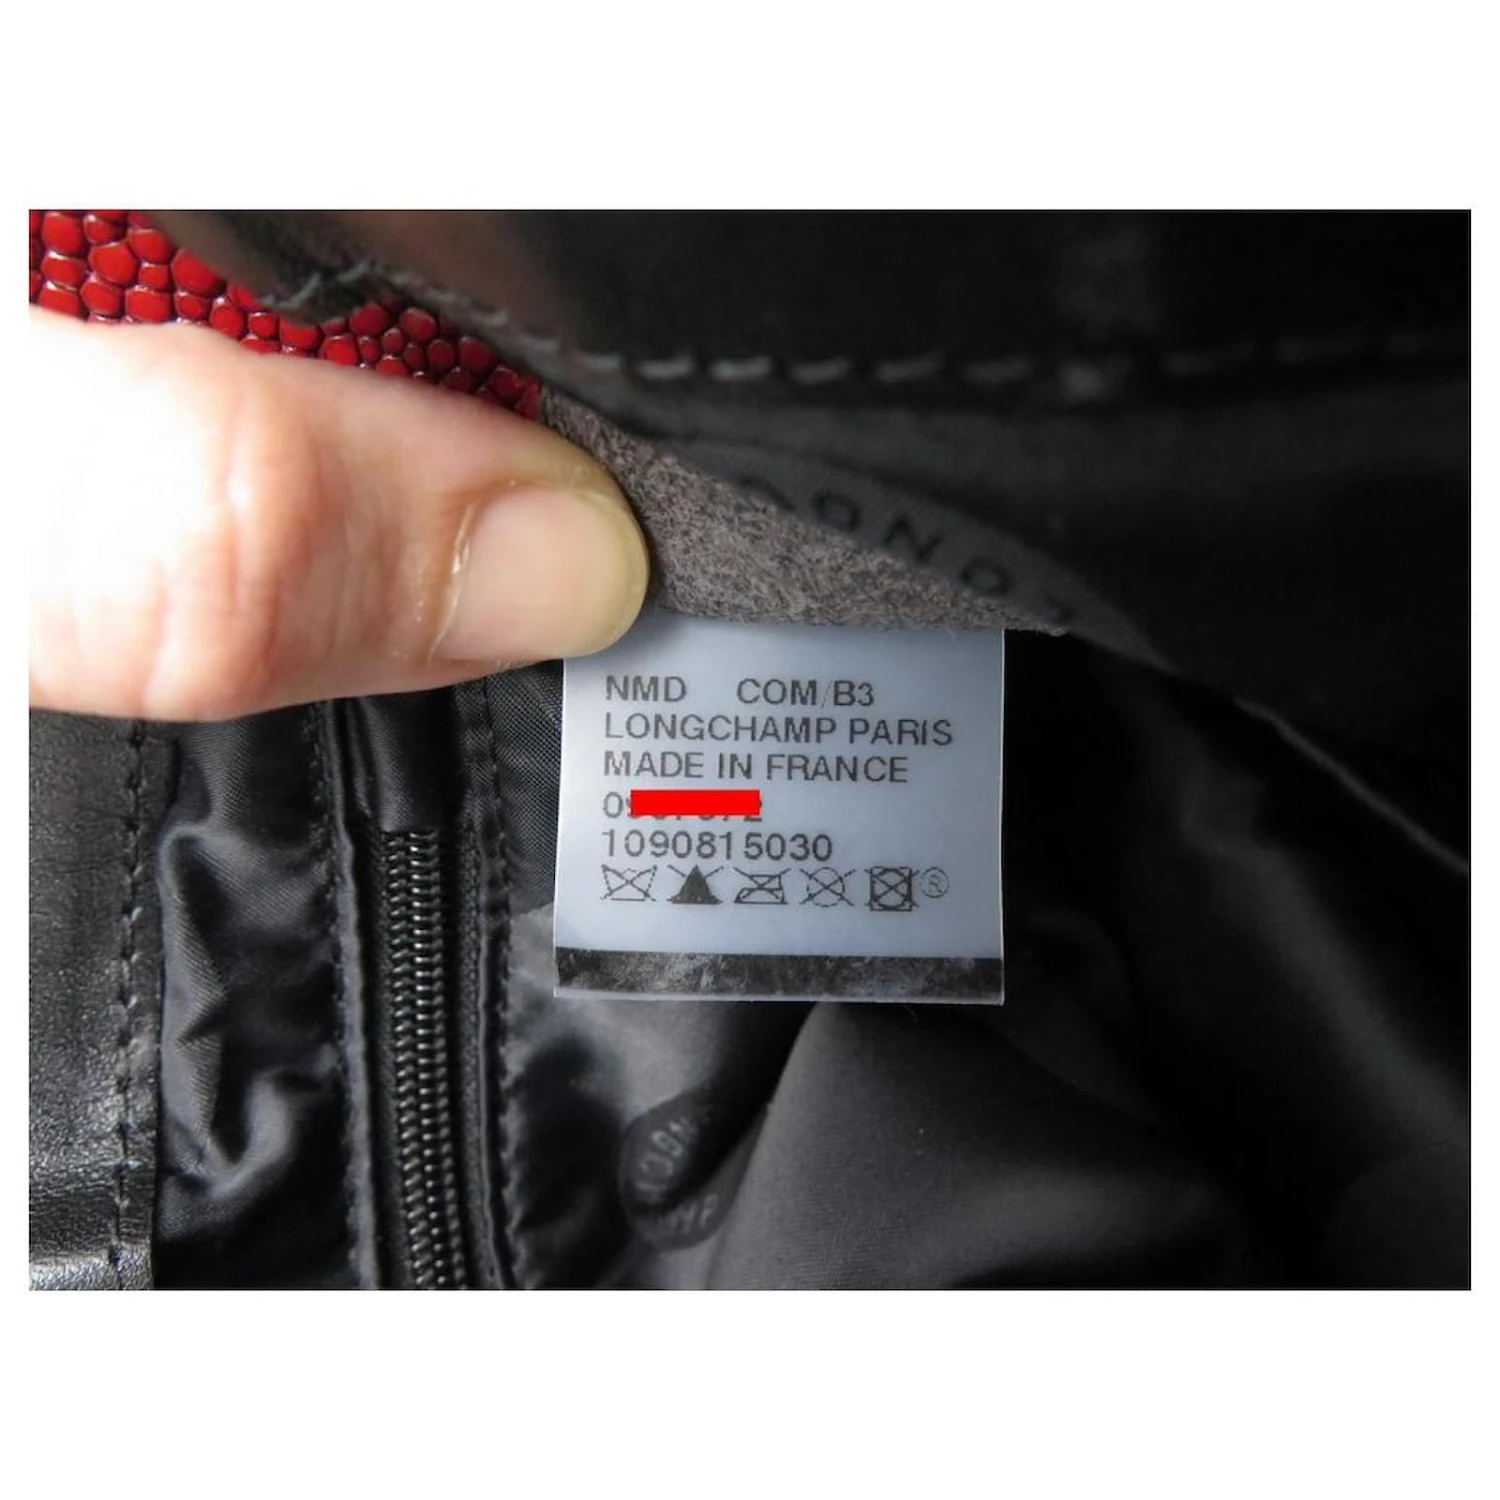 NMD COM/B3
LONGCHAMP PARIS
MADE IN FRANCE
1090815030
®